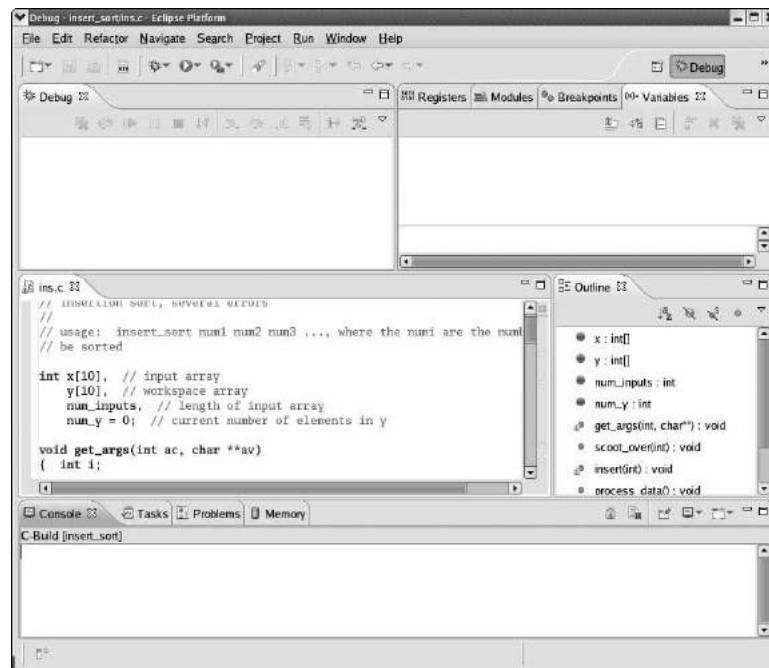 Debug - insert_sort/ins.c - Eclipse Platform
File Edit Refactor Navigate Search Project Run Window Help
Debug
Debug
Registers Modules Breakpoints (x)= Variables
ins.c
// insertion sort, several errors
//
// usage: insert_sort num1 num2 num3 ..., where the numi are the numb
// be sorted
int x[10], // input array
y[10], // workspace array
num_inputs, // length of input array
num_y = 0; // current number of elements in y
void get_args(int ac, char **av)
{ int i;
Outline
x : int[]
y : int[]
num_inputs : int
num_y : int
get_args(int, char**) : void
scoot_over(int) : void
insert(int) : void
process_data() : void
Console Tasks Problems Memory
C-Build [insert_sort]